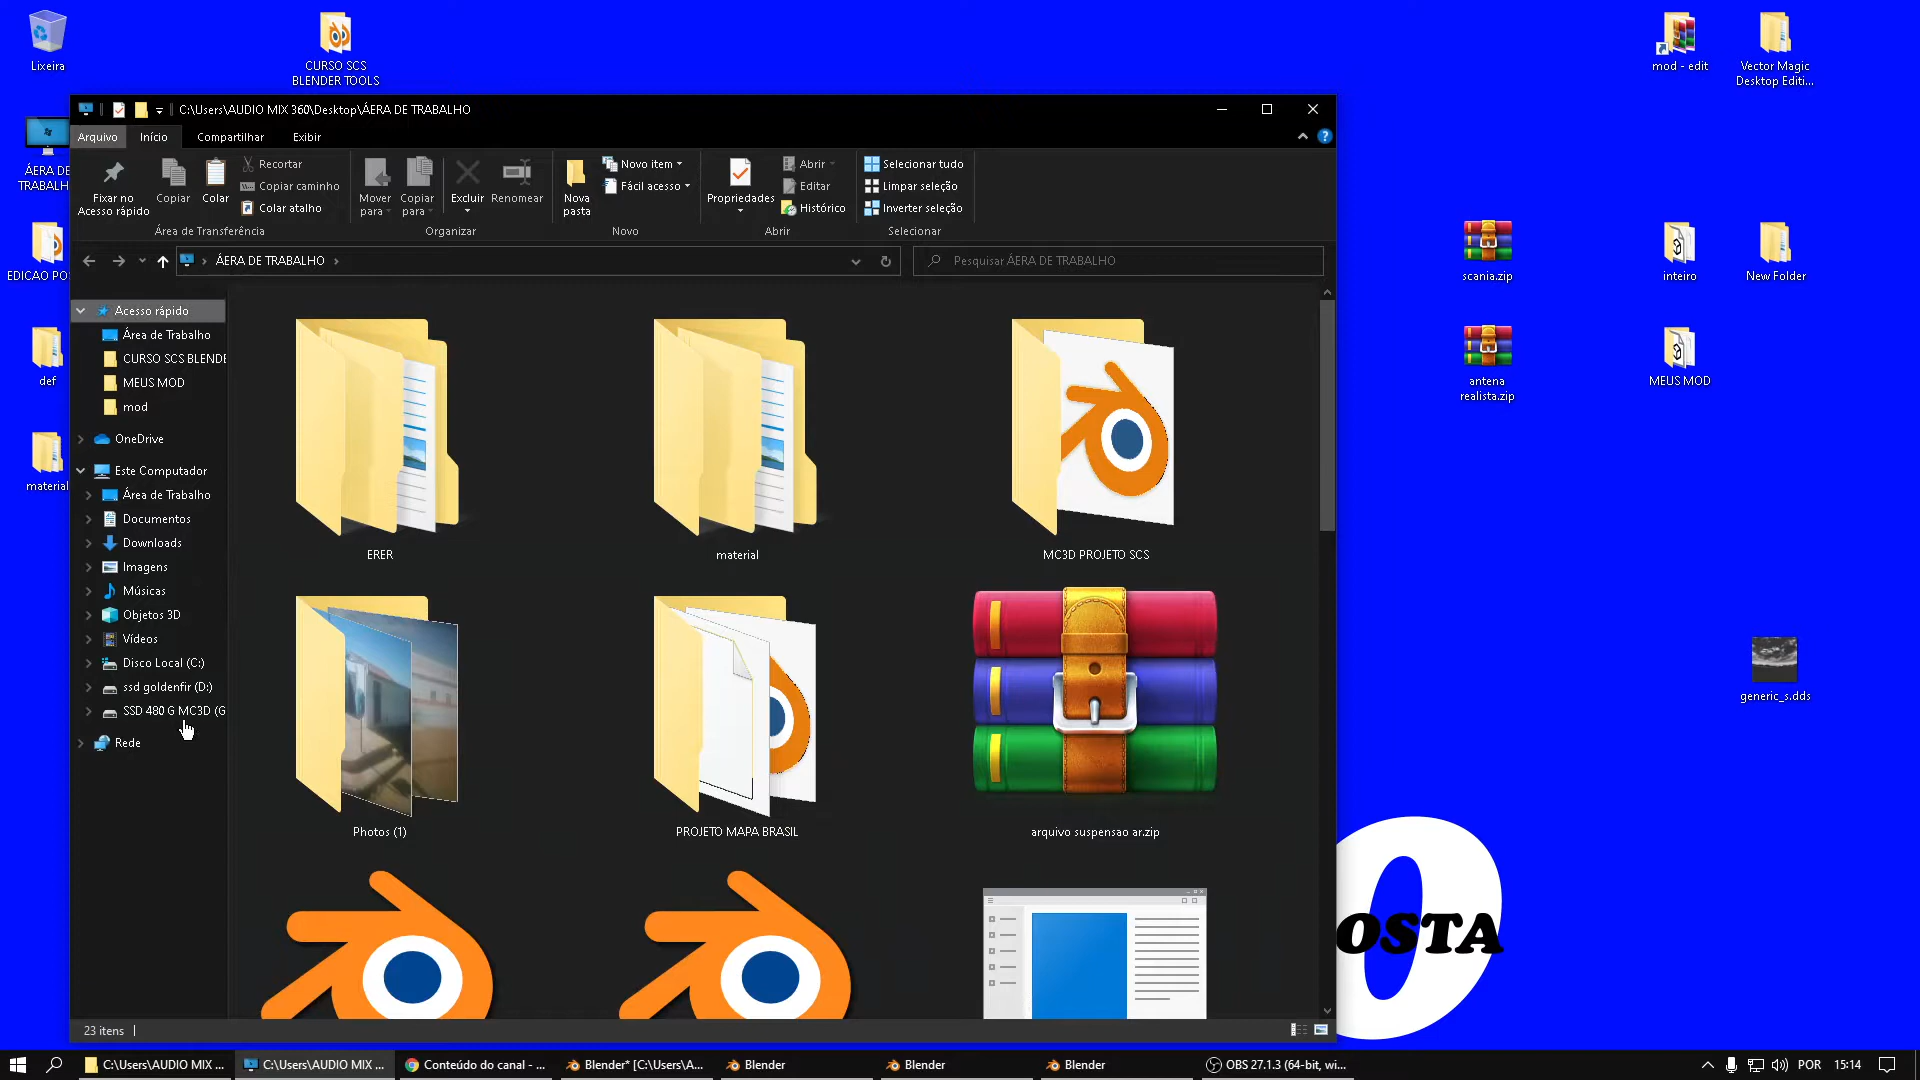 Lixeira
CURSO SCS
BLENDER TOOLS
mod - edit
Vector Magic
Desktop Editi...
C:\Users\AUDIO MIX 360\Desktop\ÁERA DE TRABALHO
Arquivo
Início
Compartilhar
Exibir
ÁERA DE
TRABALH
Fixar no
Acesso rápido
Copiar
Colar
Recortar
Copiar caminho
Colar atalho
Área de Transferência
Mover
para
Copiar
para
Excluir
Renomear
Organizar
Nova
pasta
Novo item
Fácil acesso
Novo
Propriedades
Abrir
Editar
Histórico
Abrir
Selecionar tudo
Limpar seleção
Inverter seleção
Selecionar
ÁERA DE TRABALHO
Pesquisar ÁERA DE TRABALHO
EDICAO PO
def
material
scania.zip
inteiro
New Folder
antena
realista.zip
MEUS MOD
generic_s.dds
Acesso rápido
Área de Trabalho
CURSO SCS BLENDE
MEUS MOD
mod
OneDrive
Este Computador
Área de Trabalho
Documentos
Downloads
Imagens
Músicas
Objetos 3D
Vídeos
Disco Local (C:)
ssd goldenfir (D:)
SSD 480 G MC3D (G
Rede
ERER
material
MC3D PROJETO SCS
Photos (1)
PROJETO MAPA BRASIL
arquivo suspensao ar.zip
OSTA
23 itens
C:\Users\AUDIO MIX ...
C:\Users\AUDIO MIX ...
Conteúdo do canal - ...
Blender* [C:\Users\A...
Blender
Blender
Blender
OBS 27.1.3 (64-bit, wi...
POR
15:14